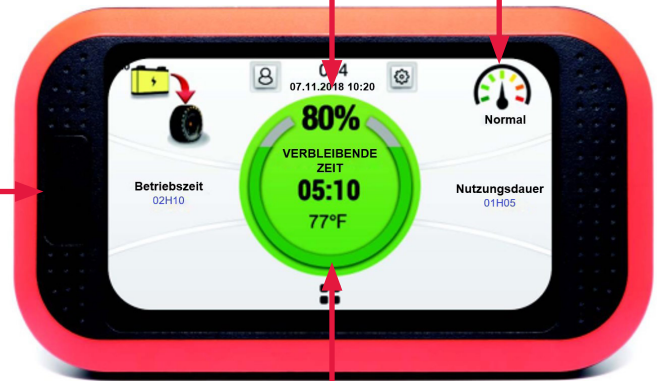 07.11.2018 10:20
80%
Normal
VERBLEIBENDE
ZEIT
05:10
77°F
Betriebszeit
02H10
Nutzungsdauer
01H05